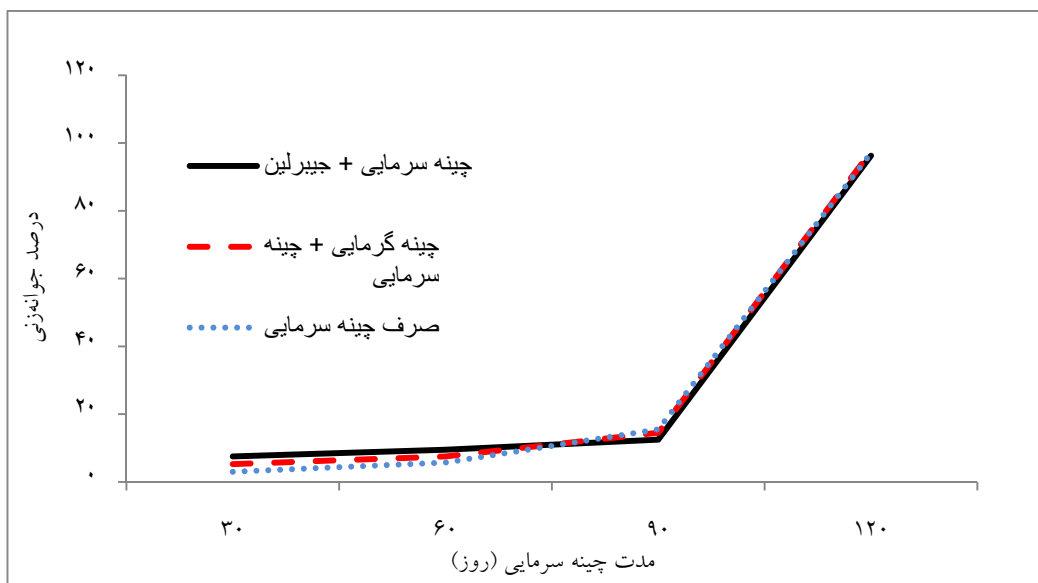 ۱۲۰
۱۰۰
۸۰
۶۰
۴۰
۲۰
۰
درصد جوانه‌زنی
چینه سرمایی + جیبرلین
چینه گرمایی + چینه
سرمایی
صرف چینه سرمایی
۳۰ ۶۰ ۹۰ ۱۲۰
مدت چینه سرمایی (روز)